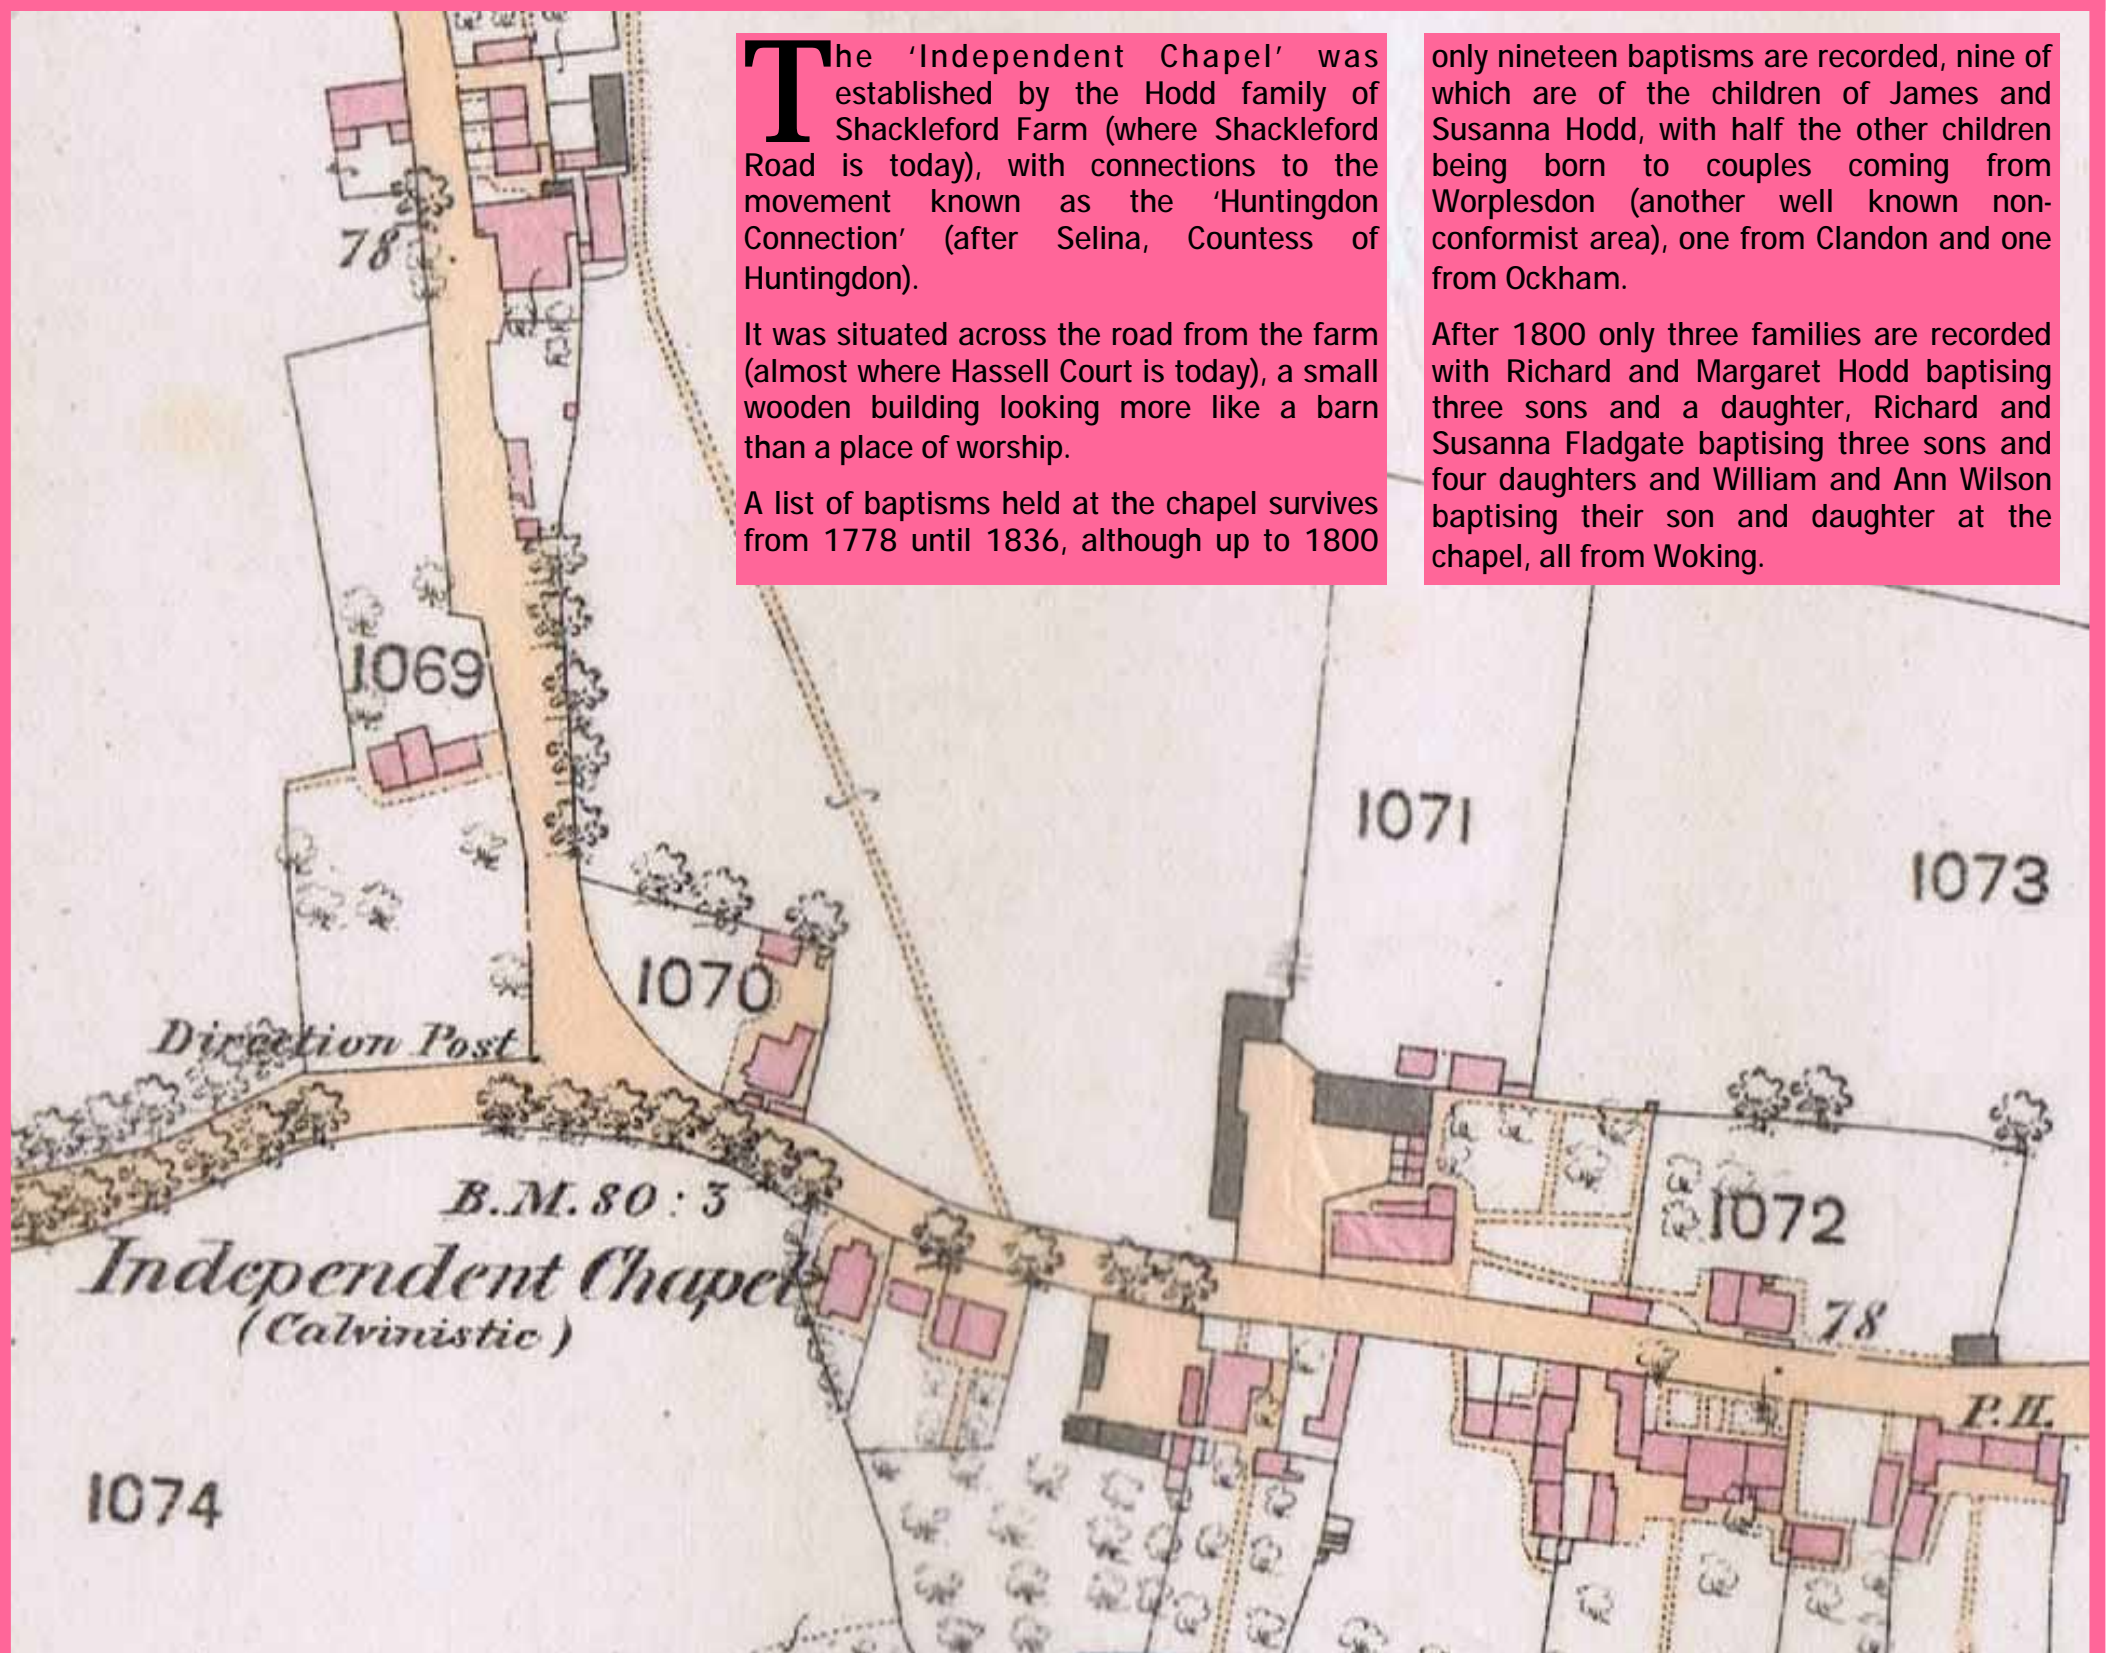 The ‘Independent Chapel’ was
established by the Hodd family of
Shackleford Farm (where Shackleford
Road is today), with connections to the
movement known as the ‘Huntingdon
Connection’ (after Selina, Countess of
Huntingdon).
It was situated across the road from the farm
(almost where Hassell Court is today), a small
wooden building looking more like a barn
than a place of worship.
A list of baptisms held at the chapel survives
from 1778 until 1836, although up to 1800
only nineteen baptisms are recorded, nine of
which are of the children of James and
Susanna Hodd, with half the other children
being born to couples coming from
Worplesdon (another well known non-
conformist area), one from Clandon and one
from Ockham.
After 1800 only three families are recorded
with Richard and Margaret Hodd baptising
three sons and a daughter, Richard and
Susanna Fladgate baptising three sons and
four daughters and William and Ann Wilson
baptising their son and daughter at the
chapel, all from Woking.
78
1069
1071
1073
1070
Direction Post
B.M. 80:3
1072
Independent Chapel
(Calvinistic)
78
P.H.
1074